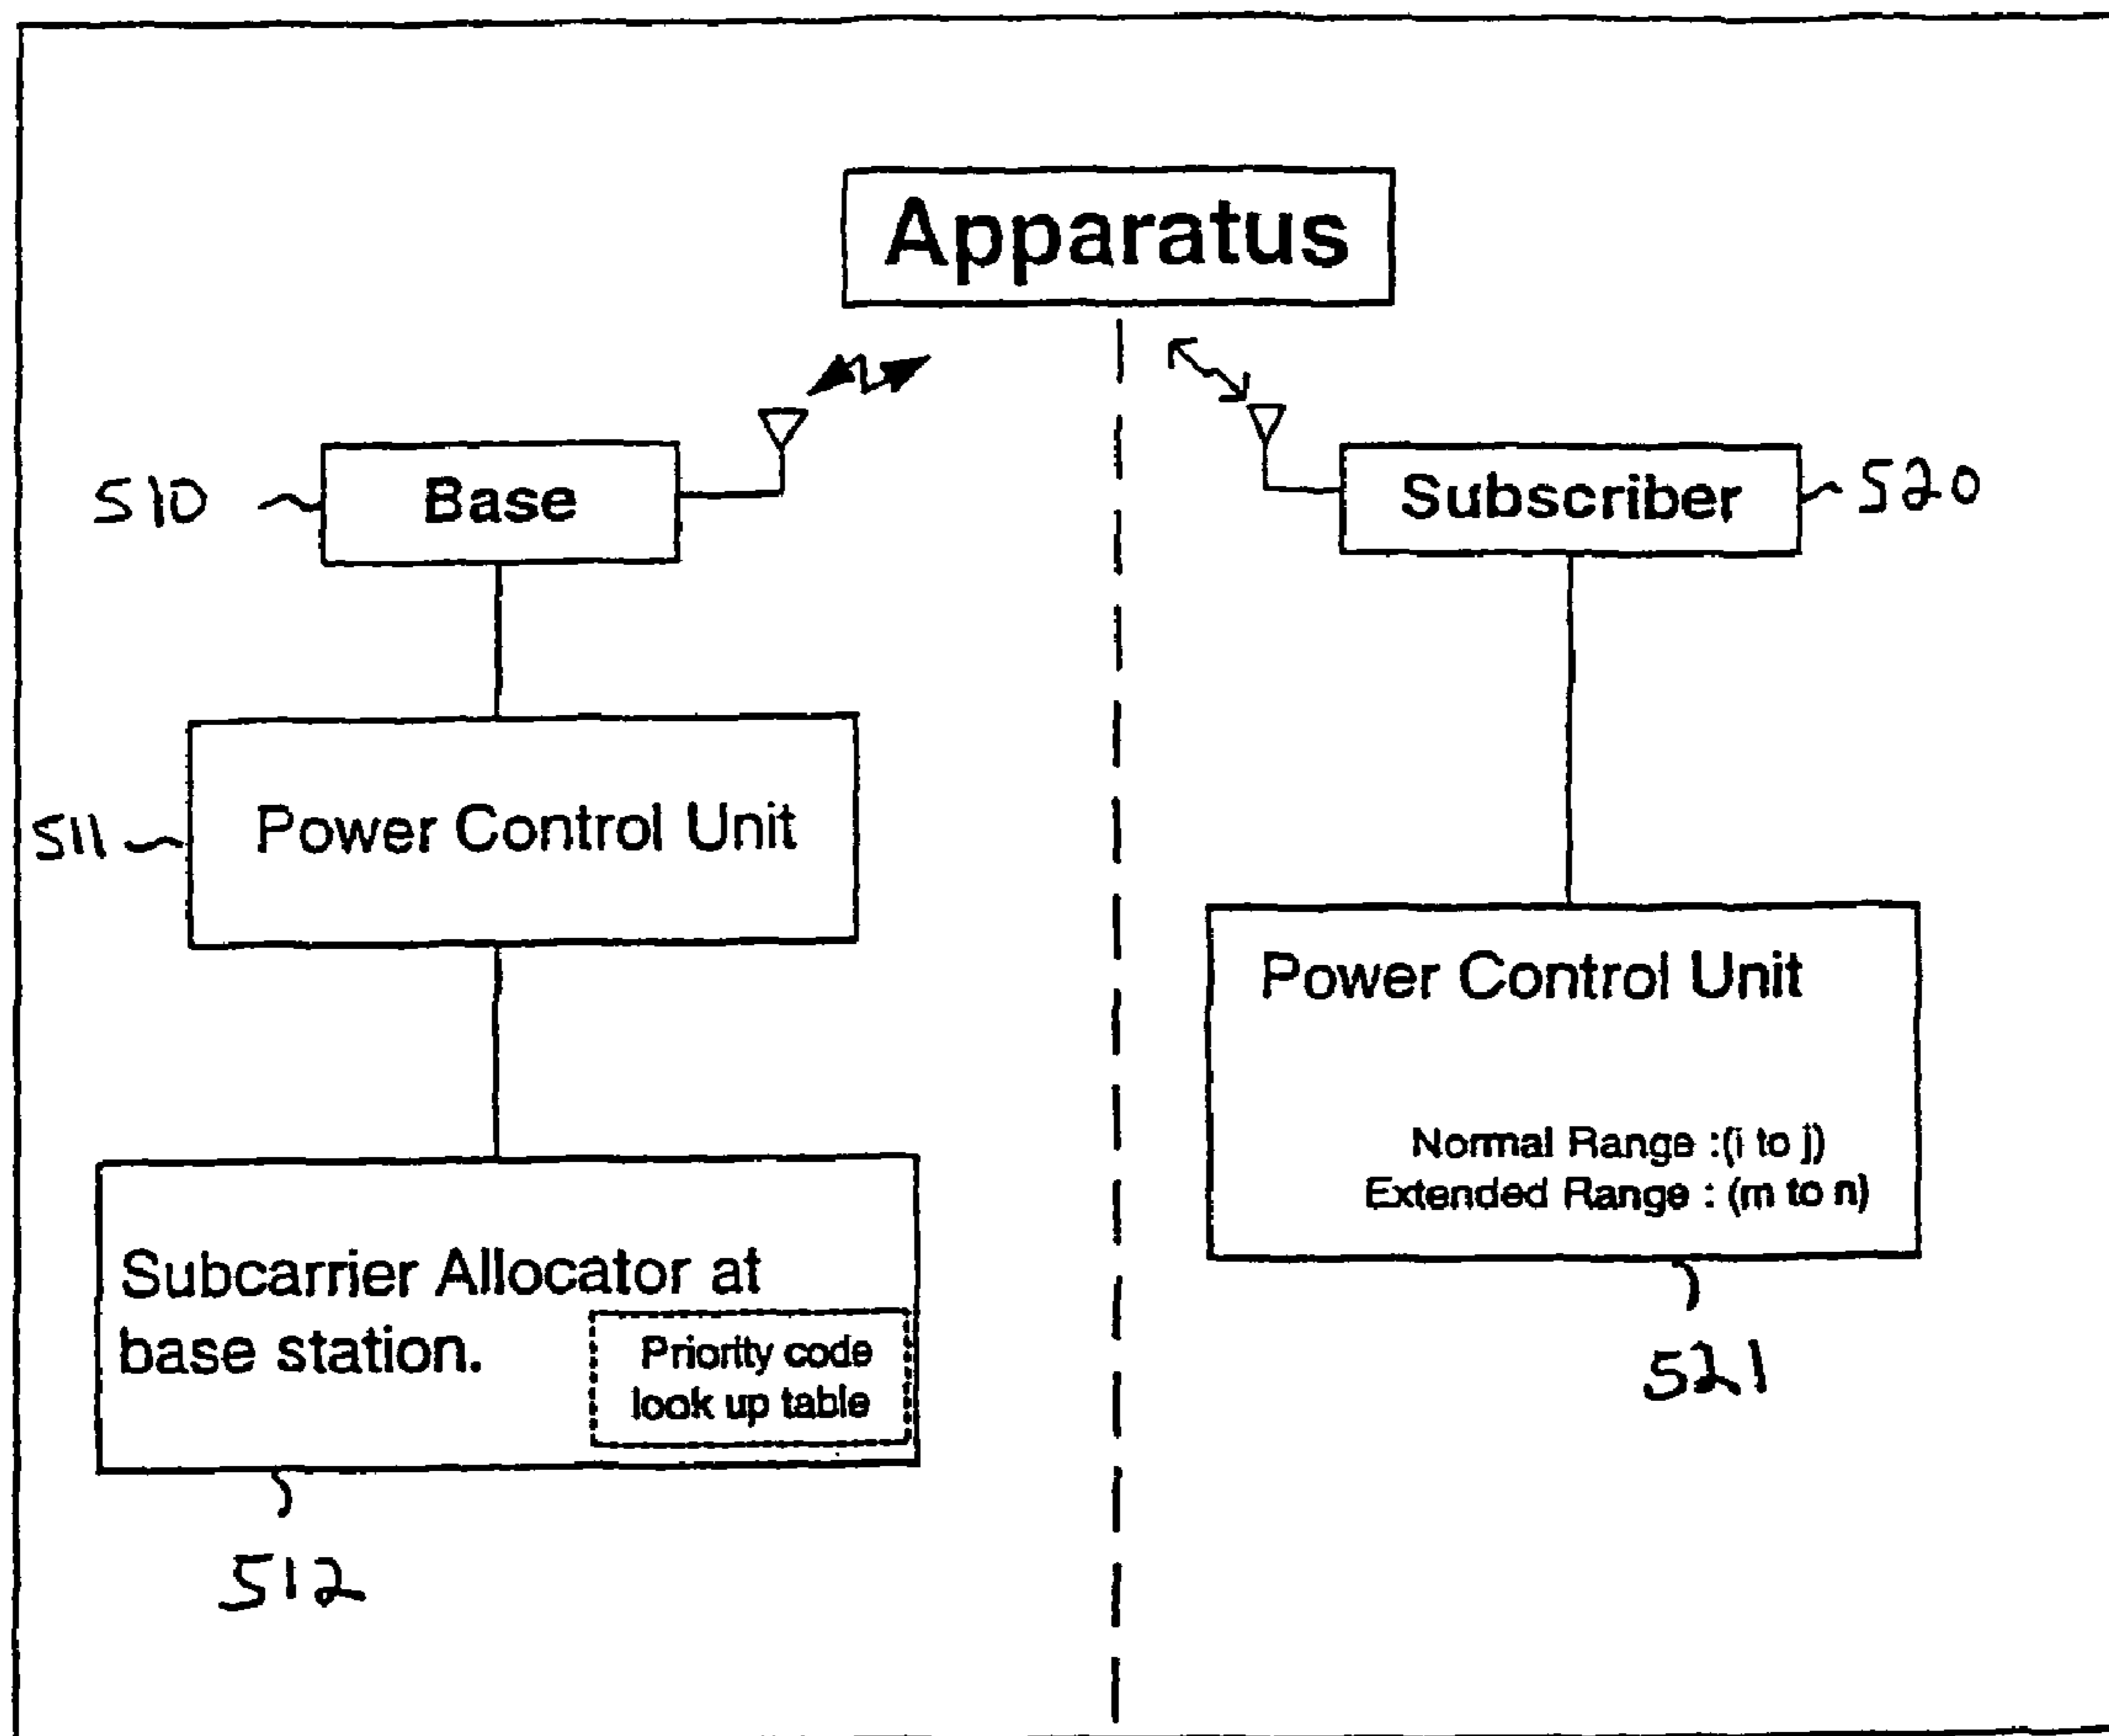 Apparatus
510
Base
Subscriber
520
511
Power Control Unit
Power Control Unit
Normal Range :(i to j)
Extended Range : (m to n)
521
Subcarrier Allocator at
base station.
Priority code
look up table
512